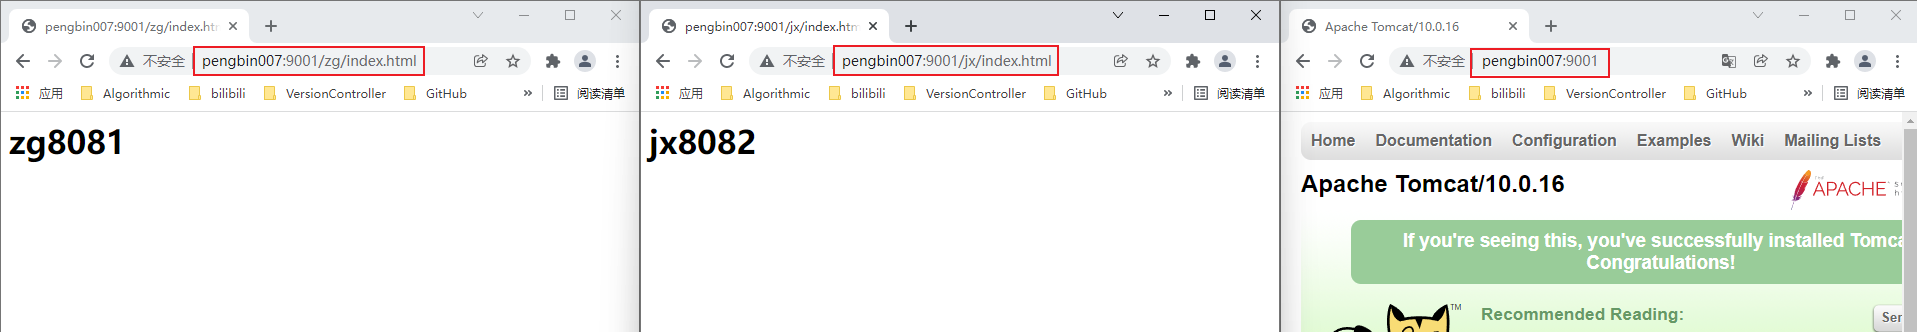 pengbin007:9001/zg/index.htm
不安全 pengbin007:9001/zg/index.html
应用 Algorithmic bilibili VersionController GitHub » 阅读清单
zg8081
pengbin007:9001/jx/index.htm
不安全 pengbin007:9001/jx/index.html
应用 Algorithmic bilibili VersionController GitHub » 阅读清单
jx8082
Apache Tomcat/10.0.16
不安全 pengbin007:9001
应用 Algorithmic bilibili VersionController GitHub » 阅读清单
Home Documentation Configuration Examples Wiki Mailing Lists
Apache Tomcat/10.0.16
APACHE
If you're seeing this, you've successfully installed Tomca
Congratulations!
TM
Recommended Reading:
Ser